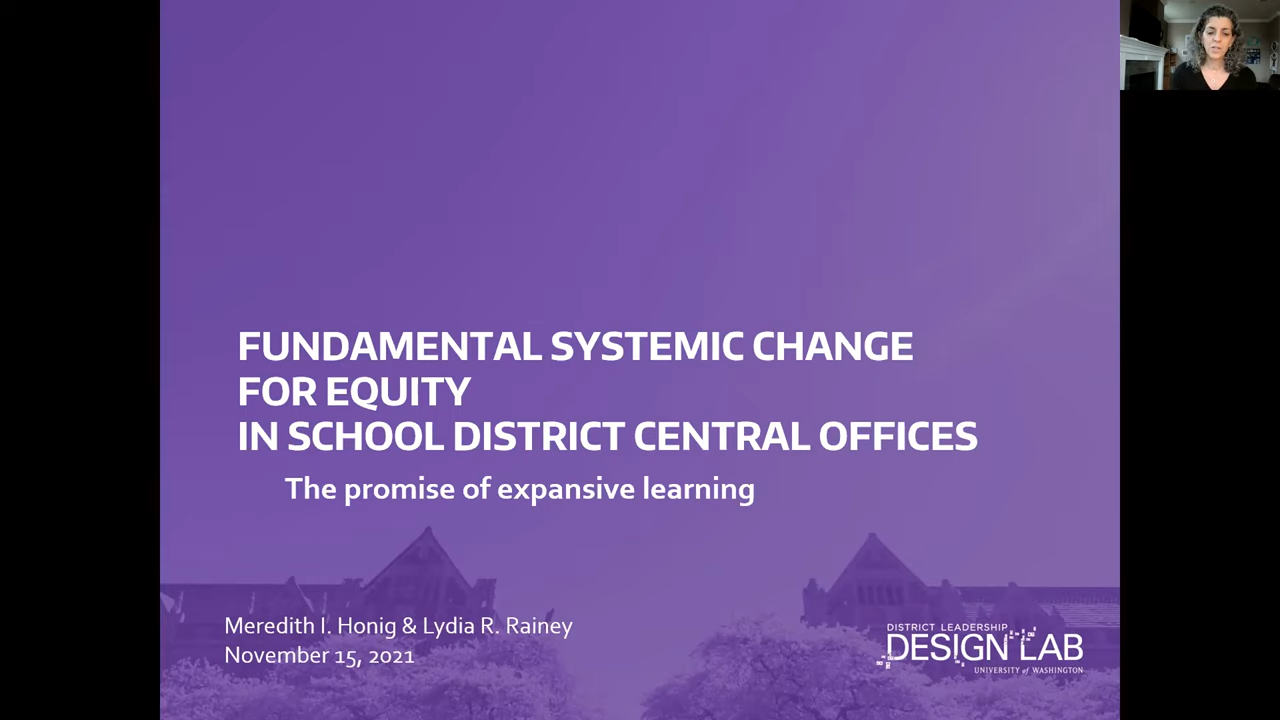 FUNDAMENTAL SYSTEMIC CHANGE
FOR EQUITY
IN SCHOOL DISTRICT CENTRAL OFFICES
The promise of expansive learning
Meredith I. Honig & Lydia R. Rainey
November 15, 2021
DISTRICT LEADERSHIP
DESIGN LAB
UNIVERSITY of WASHINGTON